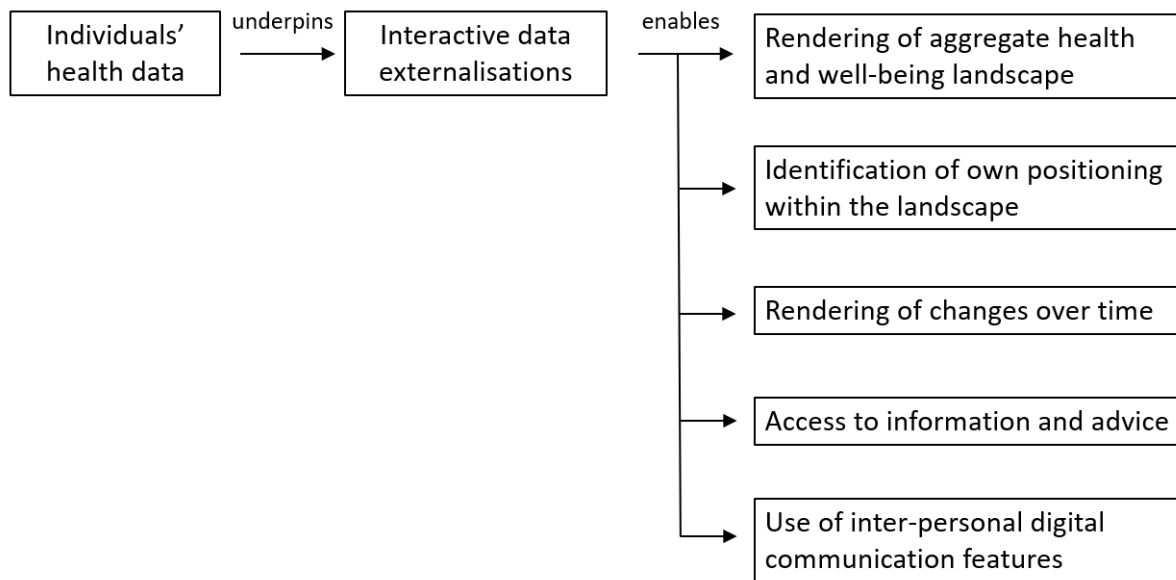 Individuals’
health data
underpins
Interactive data
externalisations
enables
Rendering of aggregate health
and well-being landscape
Identification of own positioning
within the landscape
Rendering of changes over time
Access to information and advice
Use of inter-personal digital
communication features